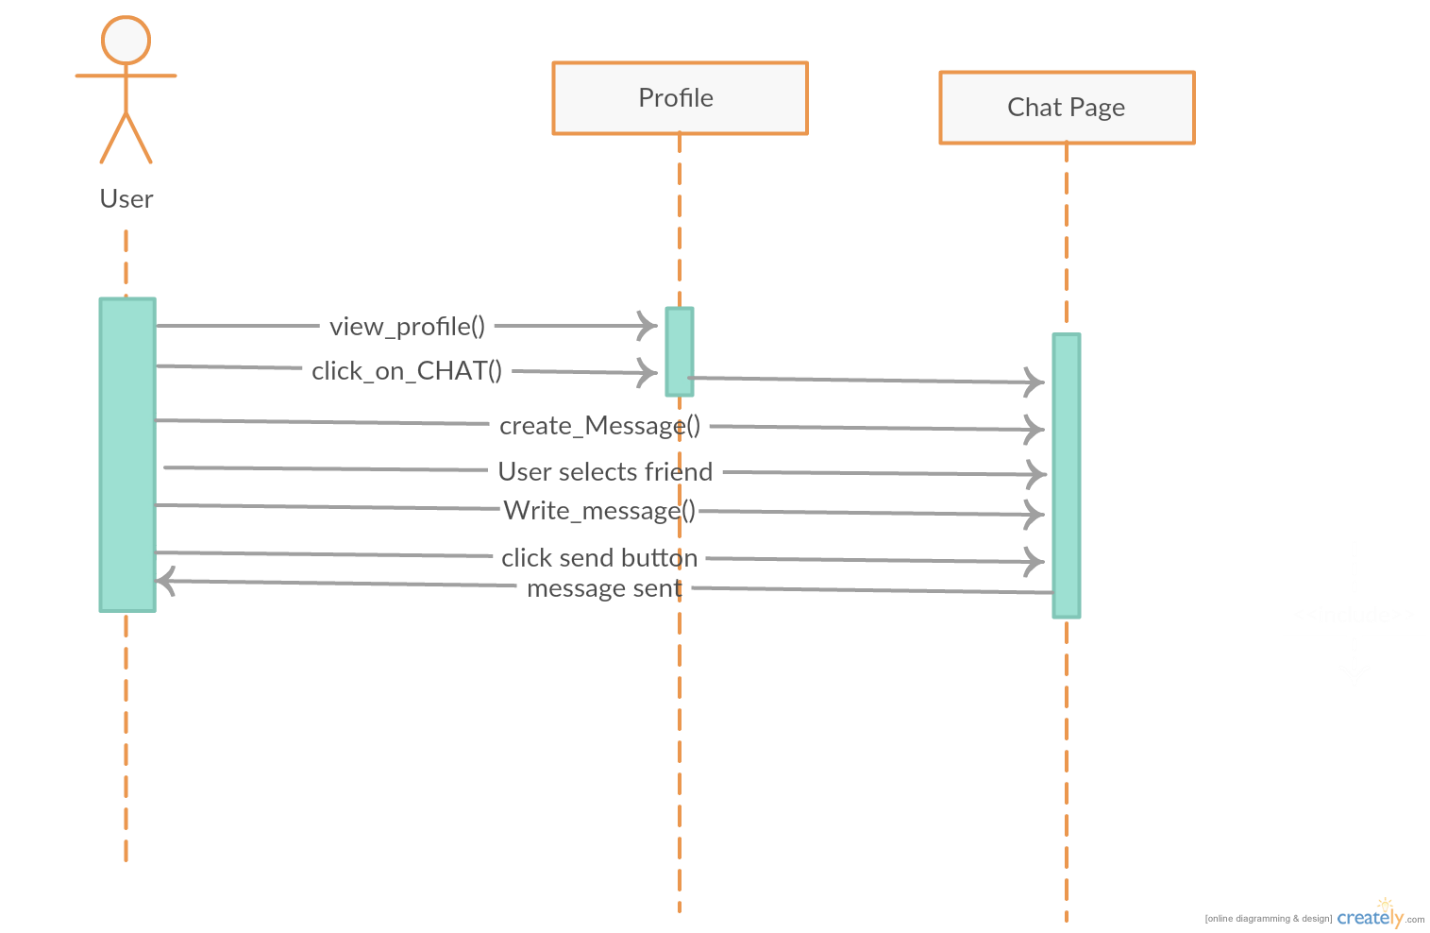 Profile
Chat Page
User
view_profile()
click_on_CHAT()
create_Message()
User selects friend
Write_message()
click send button
message sent
[online diagramming & design] creately.com